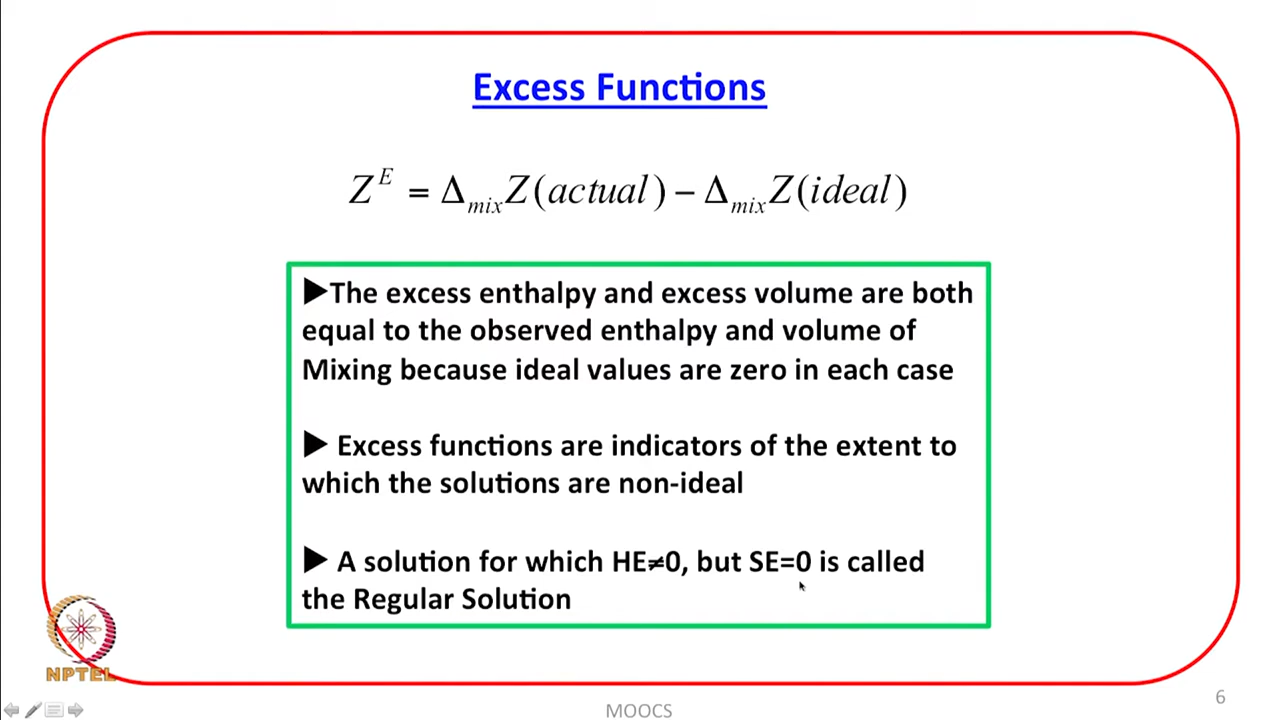 Excess Functions
Z^E = Δ_mix Z(actual) − Δ_mix Z(ideal)
▶The excess enthalpy and excess volume are both
equal to the observed enthalpy and volume of
Mixing because ideal values are zero in each case
▶ Excess functions are indicators of the extent to
which the solutions are non-ideal
▶ A solution for which HE≠0, but SE=0 is called
the Regular Solution
NPTEL
MOOCS
6